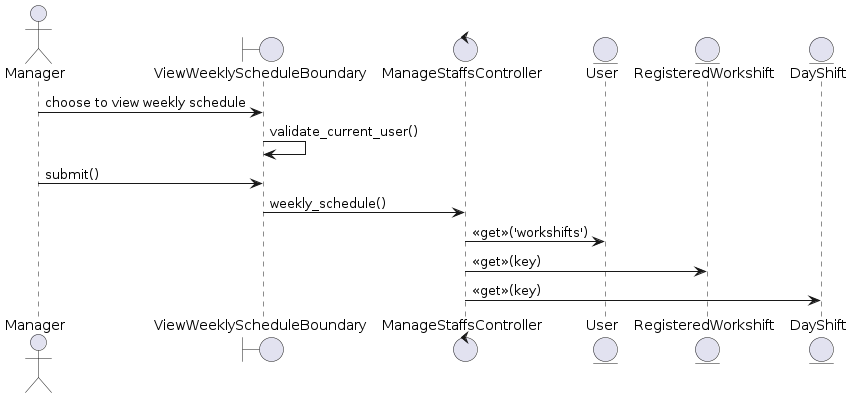 Manager
ViewWeeklyScheduleBoundary
ManageStaffsController
User
RegisteredWorkshift
DayShift
choose to view weekly schedule
validate_current_user()
submit()
weekly_schedule()
«get»('workshifts')
«get»(key)
«get»(key)
Manager
ViewWeeklyScheduleBoundary
ManageStaffsController
User
RegisteredWorkshift
DayShift